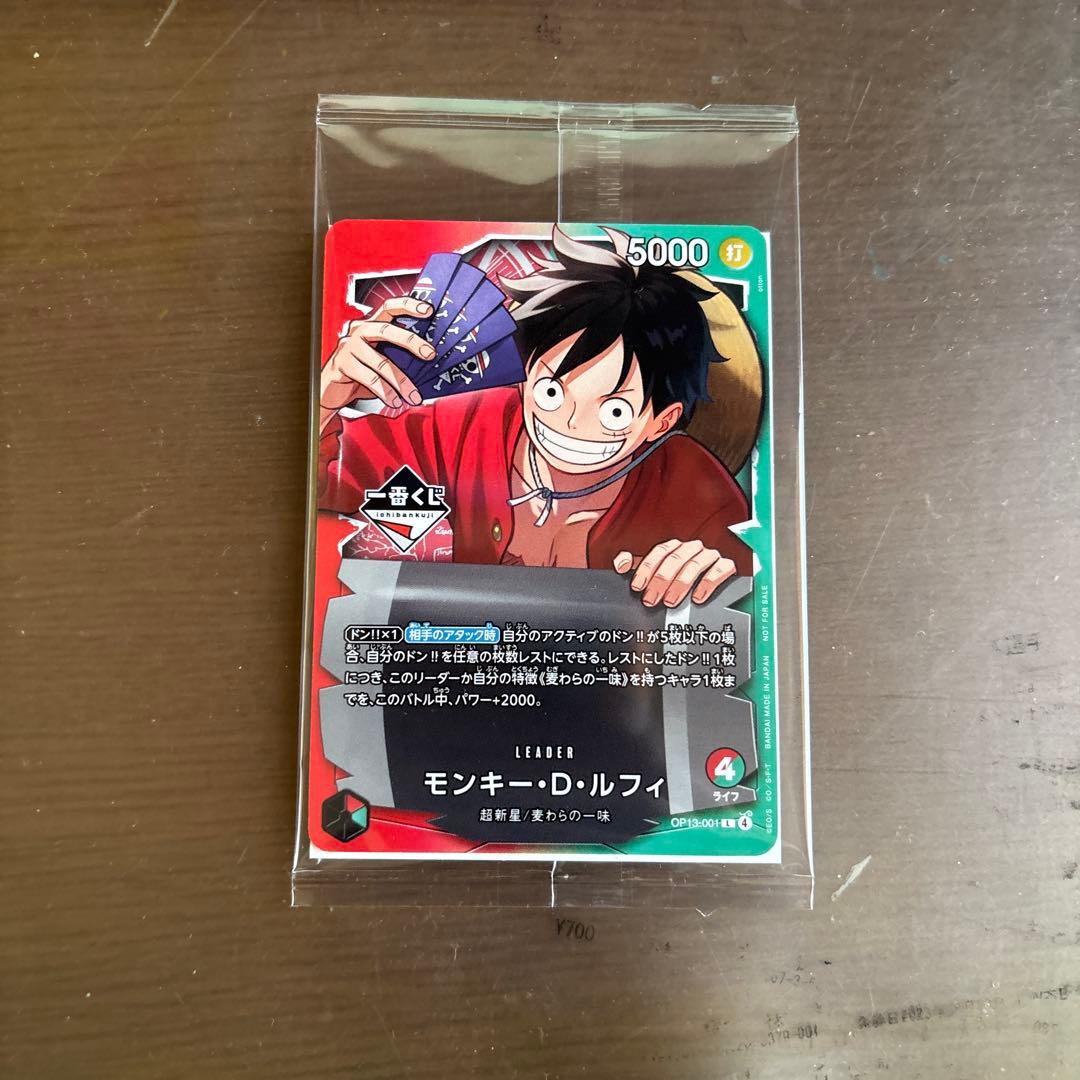 5000 打
otton
一番くじ
ichibankuji
ドン!!×1 相手のアタック時 自分のアクティブのドン!!が5枚以下の場
合、自分のドン!!を任意の枚数レストにできる。レストにしたドン!!1枚
につき、このリーダーか自分の特徴《麦わらの一味》を持つキャラ1枚ま
でを、このバトル中、パワー+2000。
LEADER
モンキー・D・ルフィ
超新星/麦わらの一味
4
ライフ
OP13-001 L 4
©EO/S ©O/S・F・T BANDAI MADE IN JAPAN NOT FOR SALE
¥700